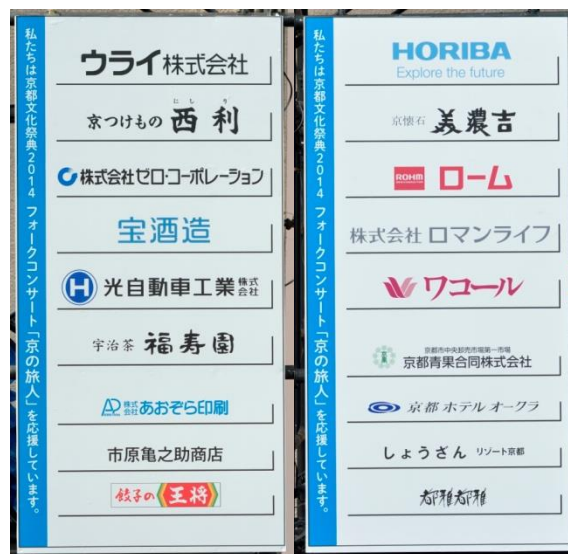 私たちは京都文化祭典2014 フォークコンサート「京の旅人」を応援しています。
ウライ株式会社
にしり
京つけもの 西利
株式会社ゼロ・コーポレーション
宝酒造
H 光自動車工業 株式会社
宇治茶 福寿園
株式会社 あおぞら印刷
市原亀之助商店
餃子の王将
私たちは京都文化祭典2014 フォークコンサート「京の旅人」を応援しています。
HORIBA
Explore the future
京懐石 美濃吉
ROHM ローム
株式会社 ロマンライフ
ワコール
京都市中央卸売市場第一市場
京都青果合同株式会社
京都ホテルオークラ
しょうざん リゾート京都
都雅都雅